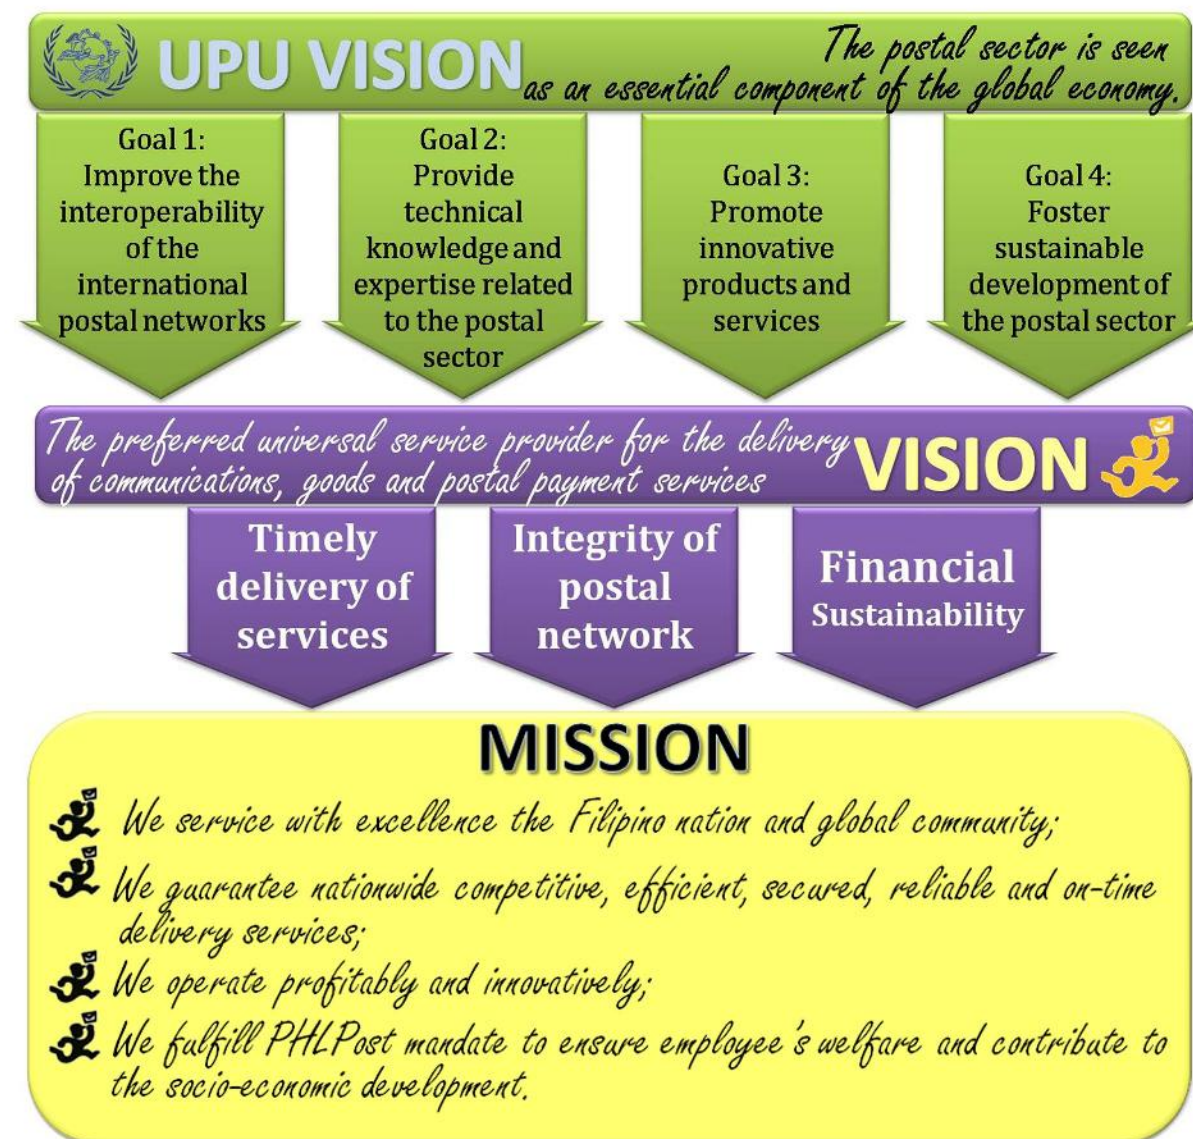 UPU VISION
The postal sector is seen
as an essential component of the global economy.
Goal 1:
Improve the
interoperability
of the
international
postal networks
Goal 2:
Provide
technical
knowledge and
expertise related
to the postal
sector
Goal 3:
Promote
innovative
products and
services
Goal 4:
Foster
sustainable
development of
the postal sector
The preferred universal service provider for the delivery
of communications, goods and postal payment services
VISION
Timely
delivery of
services
Integrity of
postal
network
Financial
Sustainability
MISSION
We service with excellence the Filipino nation and global community;
We guarantee nationwide competitive, efficient, secured, reliable and on-time
delivery services;
We operate profitably and innovatively;
We fulfill PHLPost mandate to ensure employee's welfare and contribute to
the socio-economic development.